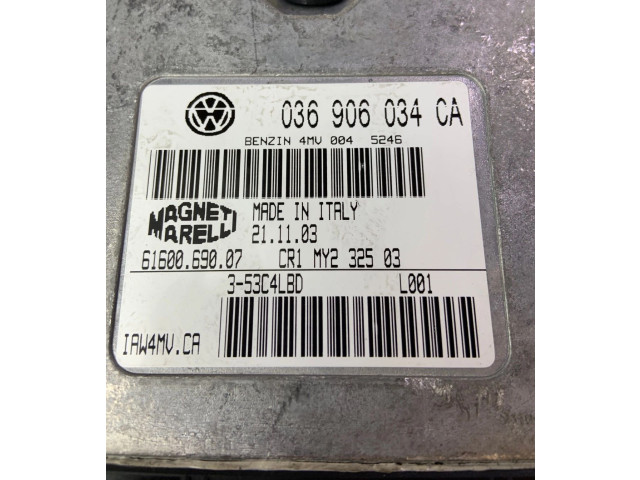 036 906 034 CA
BENZIN 4MV 004 5246
MAGNETI
MARELLI
MADE IN ITALY
21.11.03
61600.690.07 CR1 MY2 325 03
3-53C4LBD L001
IAW4MV.CA